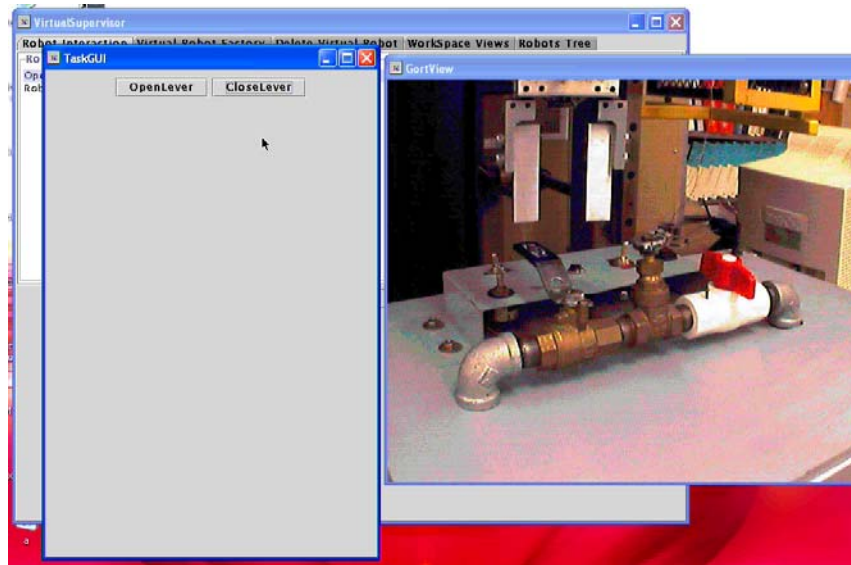 VirtualSupervisor
Robot Interaction Virtual Robot Factory Delete Virtual Robot WorkSpace Views Robots Tree
TaskGUI
OpenLever CloseLever
GortView
a